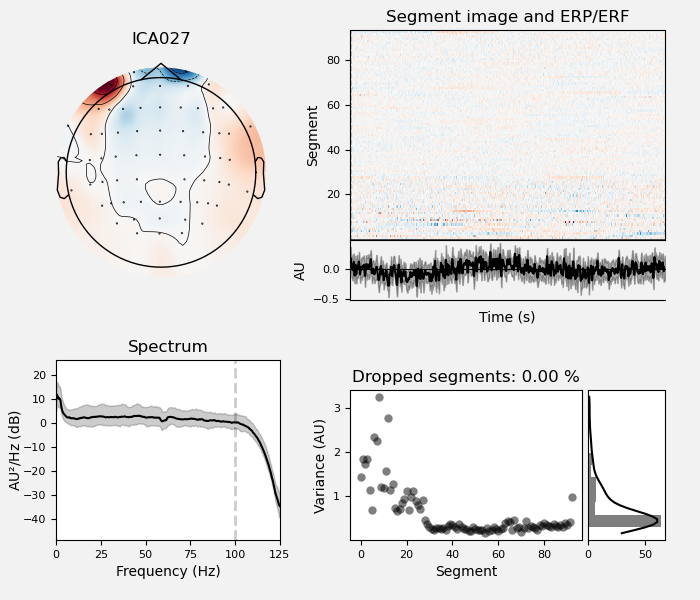 ICA027
Segment image and ERP/ERF
80
60
40
20
Segment
0.0
−0.5
AU
Time (s)
Spectrum
20
10
0
−10
−20
−30
−40
AU²/Hz (dB)
0 25 50 75 100 125
Frequency (Hz)
Dropped segments: 0.00 %
3
2
1
Variance (AU)
0 20 40 60 80
Segment
0 50